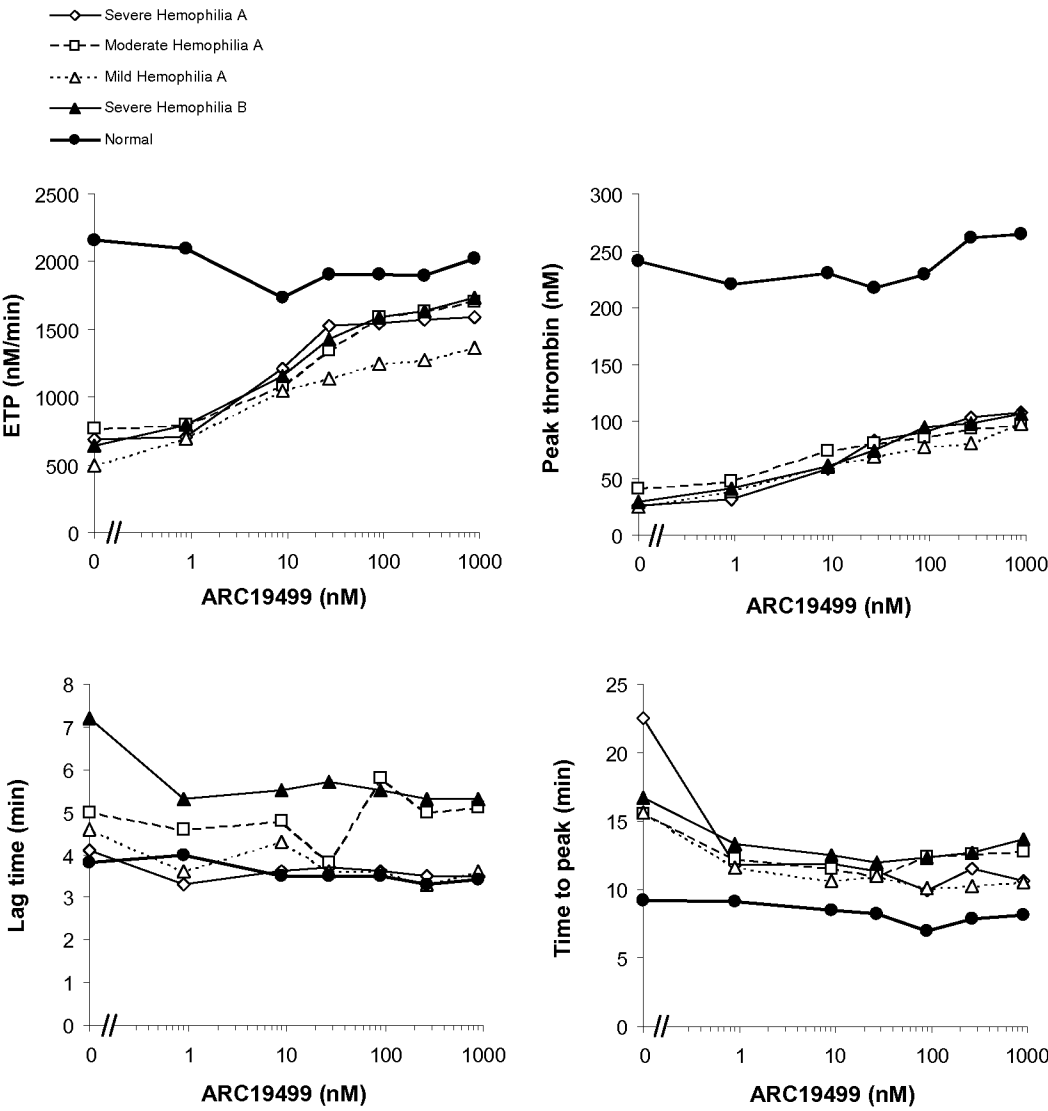 Severe Hemophilia A
Moderate Hemophilia A
Mild Hemophilia A
Severe Hemophilia B
Normal
ETP (nM/min)
2500
2000
1500
1000
500
0
0 1 10 100 1000
ARC19499 (nM)
Peak thrombin (nM)
300
250
200
150
100
50
0
0 1 10 100 1000
ARC19499 (nM)
Lag time (min)
8
7
6
5
4
3
2
1
0
0 1 10 100 1000
ARC19499 (nM)
Time to peak (min)
25
20
15
10
5
0
0 1 10 100 1000
ARC19499 (nM)